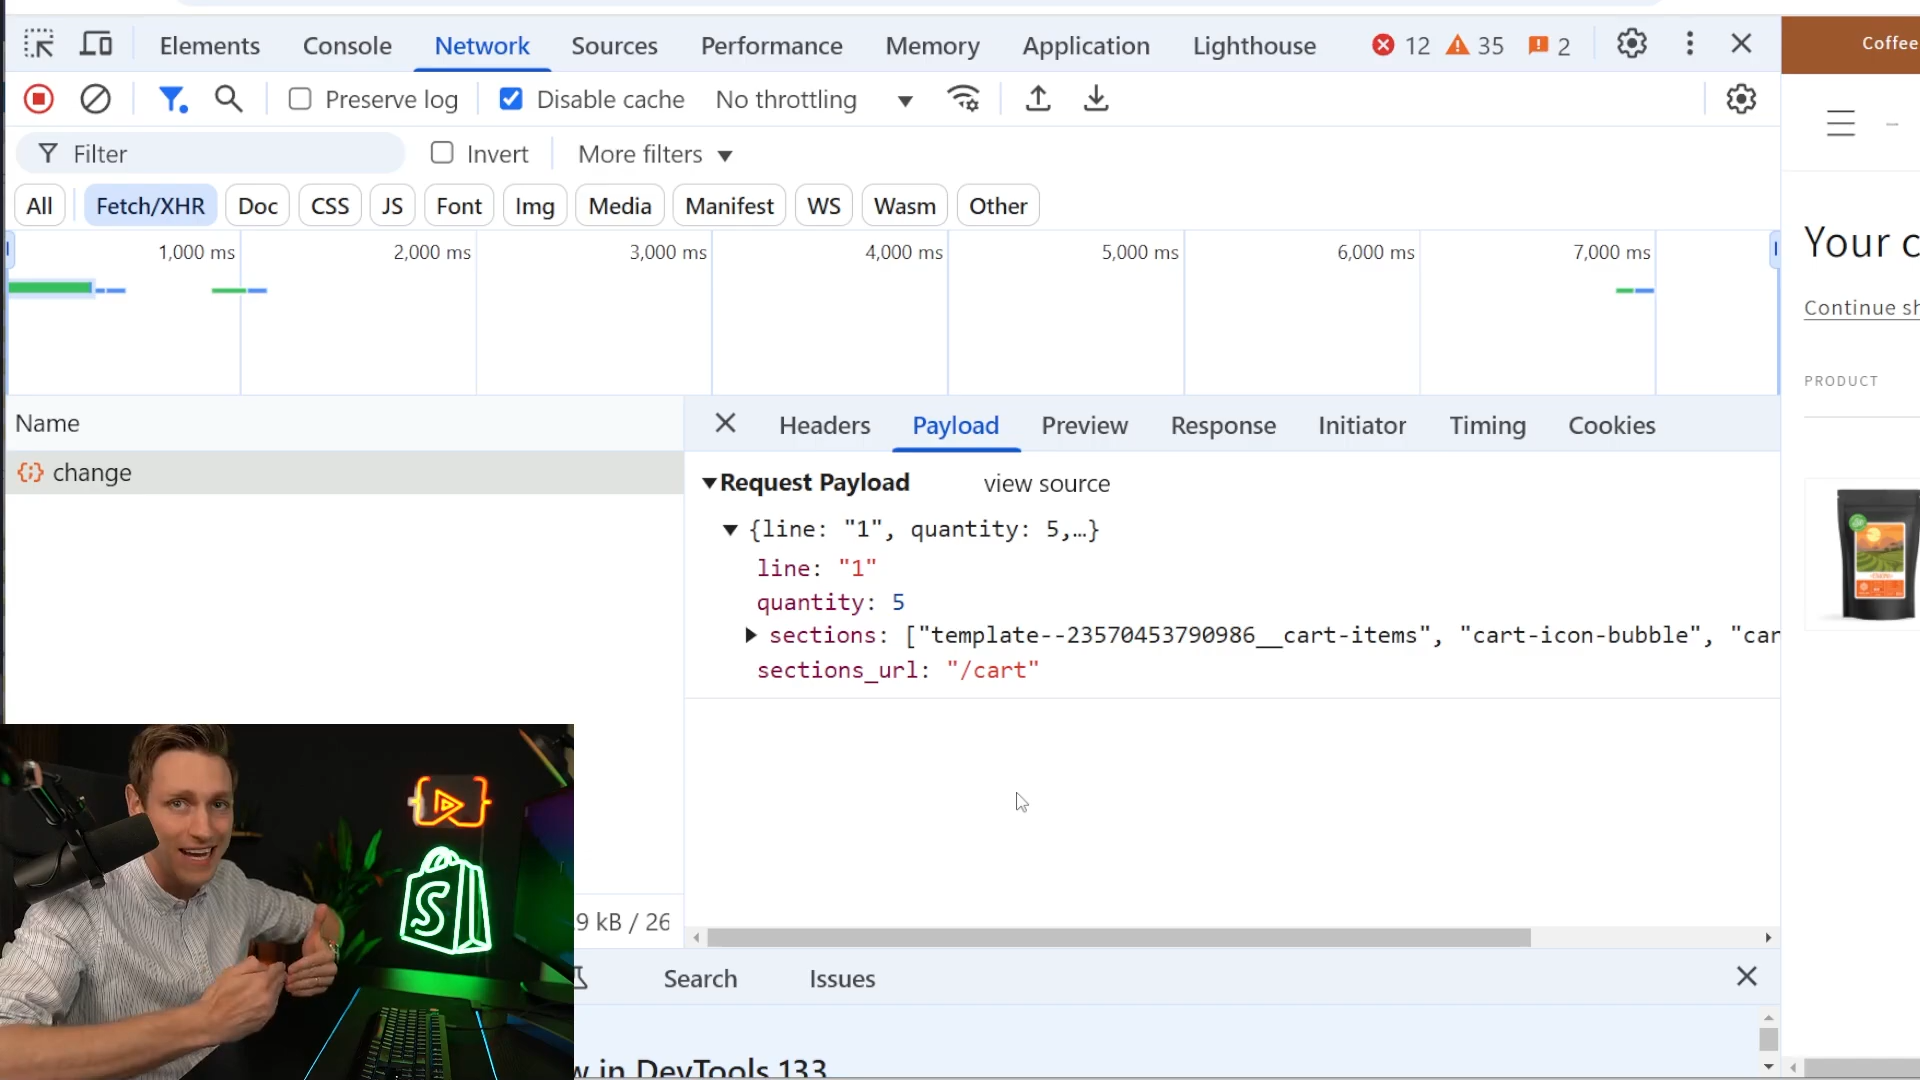 Elements Console Network Sources Performance Memory Application Lighthouse 12 35 2
Coffee
Preserve log Disable cache No throttling
Filter Invert More filters
All Fetch/XHR Doc CSS JS Font Img Media Manifest WS Wasm Other
1,000 ms 2,000 ms 3,000 ms 4,000 ms 5,000 ms 6,000 ms 7,000 ms
Your c
Continue sh
PRODUCT
Name
Headers Payload Preview Response Initiator Timing Cookies
change
Request Payload view source
{line: "1", quantity: 5,…}
line: "1"
quantity: 5
sections: ["template--23570453790986__cart-items", "cart-icon-bubble", "car
sections_url: "/cart"
S
.9 kB / 26
Search Issues
w in DevTools 133